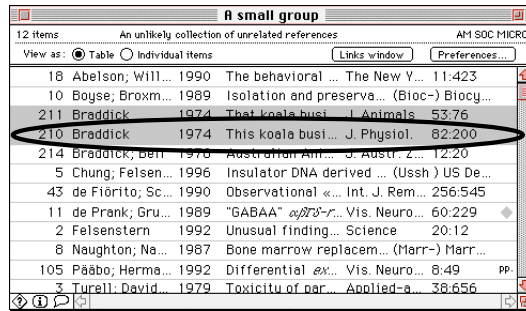 A small group
12 items An unlikely collection of unrelated references AM SOC MICRO
View as: Table Individual items Links window Preferences...
18 Abelson; Will... 1990 The behavioral ... The New Y... 11:423
10 Boyse; Broxm... 1989 Isolation and preserva... (Bioc-) Biocy...
211 Braddick 1974 That koala busi... J. Animals 53:76
210 Braddick 1974 This koala busi... J. Physiol. 82:200
214 Braddick; Bell 1978 Australian Ani... J. Austr. Z... 12:20
5 Chung; Felsen... 1996 Insulator DNA derived ... (Ussh ) US De...
43 de Fiörito; Sc... 1990 Observational «... Int. J. Rem... 256:545
11 de Prank; Gru... 1989 "GABAA" αβTS-r... Vis. Neuro... 60:229
2 Felsenstern 1992 Unusual finding... Science 20:12
8 Naughton; Na... 1987 Bone marrow replacem... (Marr-) Marr...
105 Pääbo; Herma... 1992 Differential ex... Vis. Neuro... 8:49 PP.
3 Turell; David... 1979 Toxicity of par... Applied-a... 38:656